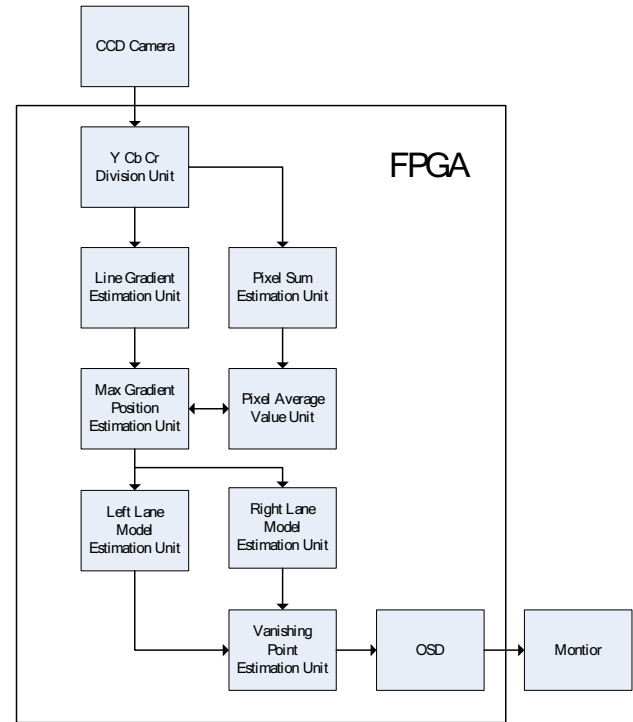 CCD Camera
FPGA
Y Cb Cr
Division Unit
Line Gradient
Estimation Unit
Pixel Sum
Estimation Unit
Max Gradient
Position
Estimation Unit
Pixel Average
Value Unit
Left Lane
Model
Estimation Unit
Right Lane
Model
Estimation Unit
Vanishing
Point
Estimation Unit
OSD
Montior